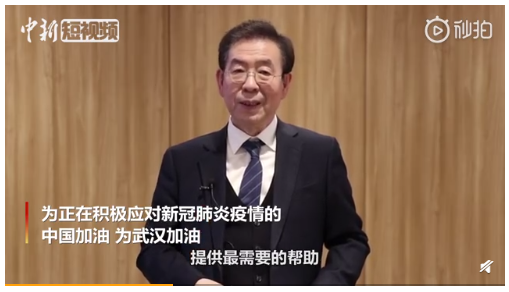 中新 短视频
秒拍
为正在积极应对新冠肺炎疫情的
中国加油 为武汉加油
提供最需要的帮助